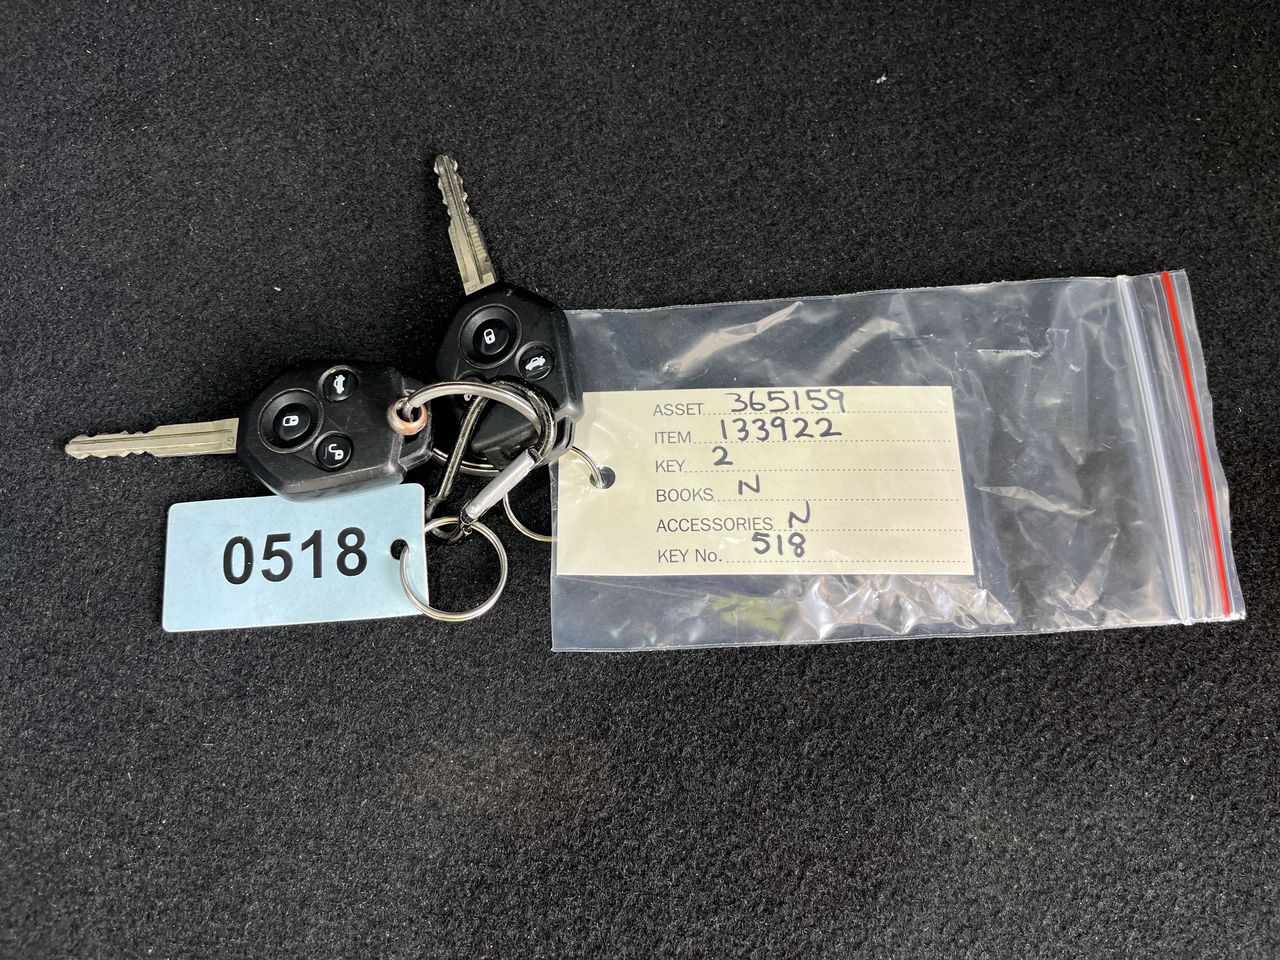 0518
ASSET 365159
ITEM 133922
KEY 2
BOOKS N
ACCESSORIES N
KEY No. 518